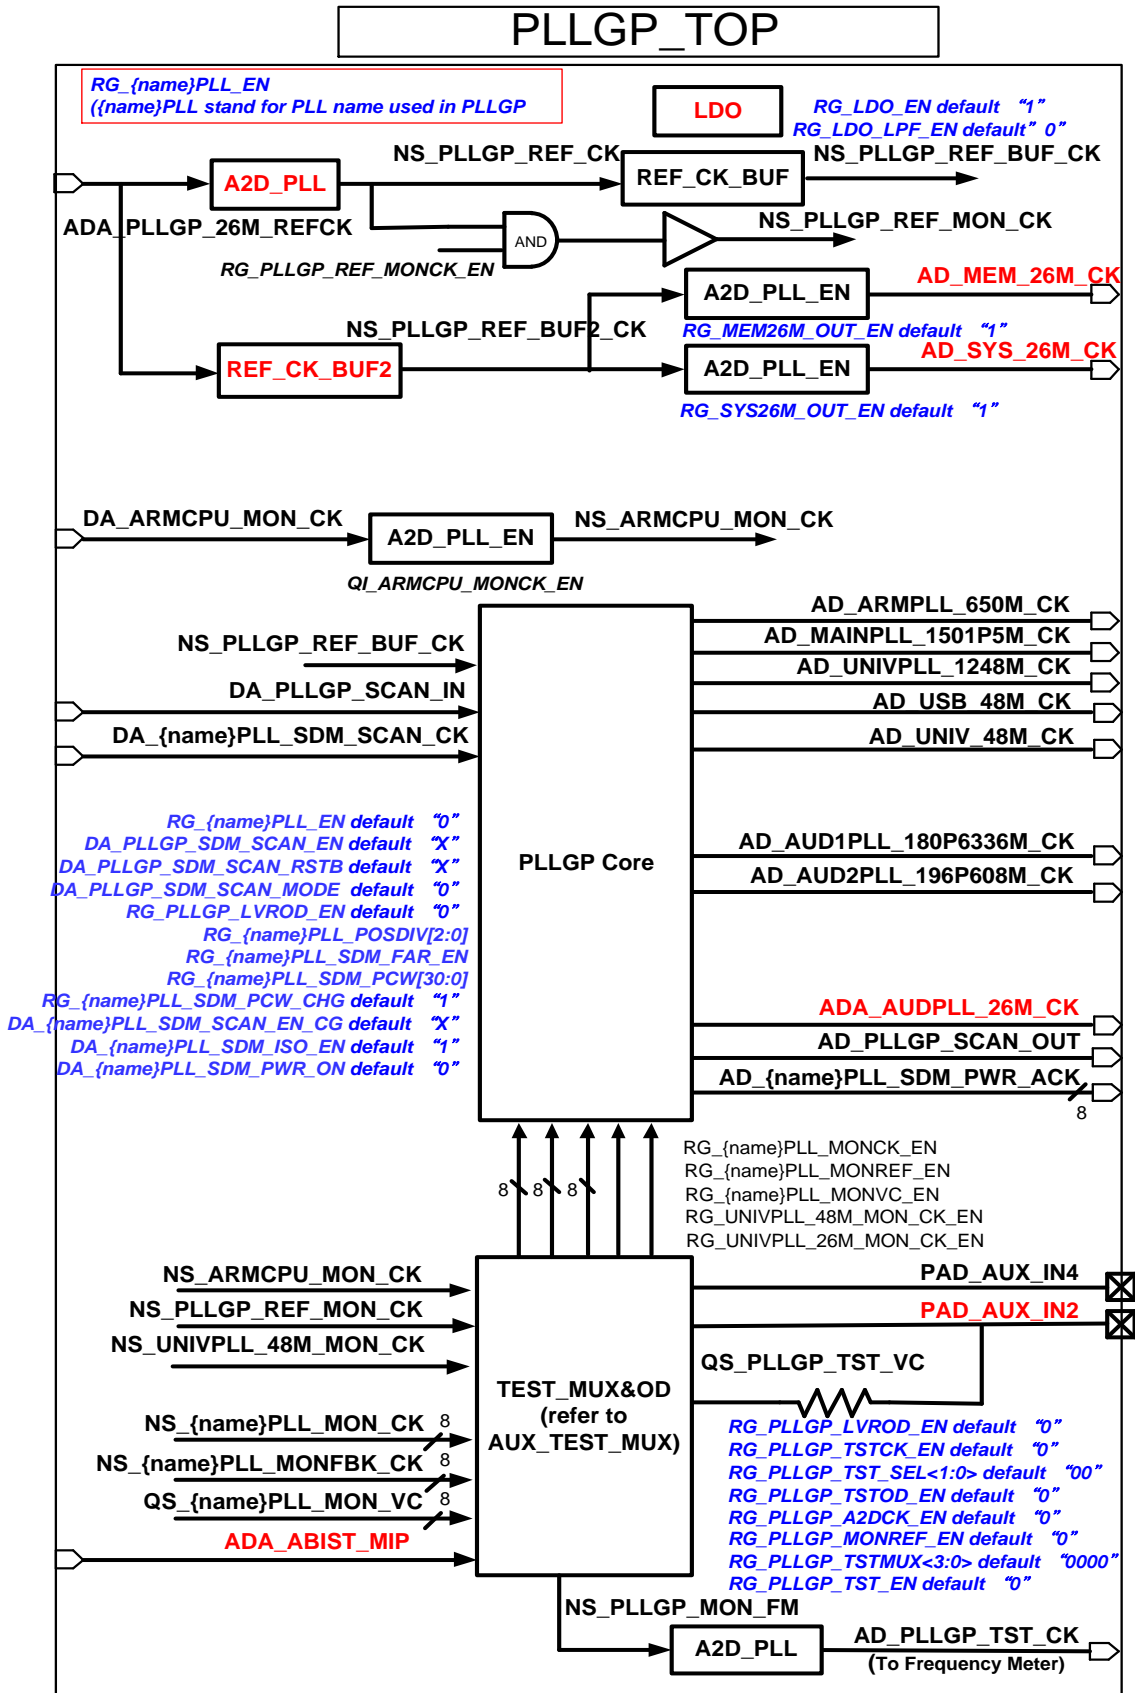 PLLGP_TOP
RG_{name}PLL_EN
({name}PLL stand for PLL name used in PLLGP
LDO
RG_LDO_EN default “1”
RG_LDO_LPF_EN default” 0”
NS_PLLGP_REF_CK
NS_PLLGP_REF_BUF_CK
A2D_PLL
REF_CK_BUF
ADA_PLLGP_26M_REFCK
NS_PLLGP_REF_MON_CK
AND
RG_PLLGP_REF_MONCK_EN
A2D_PLL_EN
AD_MEM_26M_CK
NS_PLLGP_REF_BUF2_CK
RG_MEM26M_OUT_EN default “1”
REF_CK_BUF2
A2D_PLL_EN
AD_SYS_26M_CK
RG_SYS26M_OUT_EN default “1”
DA_ARMCPU_MON_CK
A2D_PLL_EN
NS_ARMCPU_MON_CK
QI_ARMCPU_MONCK_EN
NS_PLLGP_REF_BUF_CK
DA_PLLGP_SCAN_IN
DA_{name}PLL_SDM_SCAN_CK
AD_ARMPLL_650M_CK
AD_MAINPLL_1501P5M_CK
AD_UNIVPLL_1248M_CK
AD_USB_48M_CK
AD_UNIV_48M_CK
RG_{name}PLL_EN default “0”
DA_PLLGP_SDM_SCAN_EN default “X”
DA_PLLGP_SDM_SCAN_RSTB default “X”
DA_PLLGP_SDM_SCAN_MODE default “0”
RG_PLLGP_LVROD_EN default “0”
RG_{name}PLL_POSDIV[2:0]
RG_{name}PLL_SDM_FAR_EN
RG_{name}PLL_SDM_PCW[30:0]
RG_{name}PLL_SDM_PCW_CHG default “1”
DA_{name}PLL_SDM_SCAN_EN_CG default “X”
DA_{name}PLL_SDM_ISO_EN default “1”
DA_{name}PLL_SDM_PWR_ON default “0”
PLLGP Core
AD_AUD1PLL_180P6336M_CK
AD_AUD2PLL_196P608M_CK
ADA_AUDPLL_26M_CK
AD_PLLGP_SCAN_OUT
AD_{name}PLL_SDM_PWR_ACK
8
8 8 8
RG_{name}PLL_MONCK_EN
RG_{name}PLL_MONREF_EN
RG_{name}PLL_MONVC_EN
RG_UNIVPLL_48M_MON_CK_EN
RG_UNIVPLL_26M_MON_CK_EN
NS_ARMCPU_MON_CK
NS_PLLGP_REF_MON_CK
NS_UNIVPLL_48M_MON_CK
NS_{name}PLL_MON_CK 8
NS_{name}PLL_MONFBK_CK 8
QS_{name}PLL_MON_VC 8
ADA_ABIST_MIP
TEST_MUX&OD
(refer to
AUX_TEST_MUX)
PAD_AUX_IN4
PAD_AUX_IN2
QS_PLLGP_TST_VC
RG_PLLGP_LVROD_EN default “0”
RG_PLLGP_TSTCK_EN default “0”
RG_PLLGP_TST_SEL<1:0> default “00”
RG_PLLGP_TSTOD_EN default “0”
RG_PLLGP_A2DCK_EN default “0”
RG_PLLGP_MONREF_EN default “0”
RG_PLLGP_TSTMUX<3:0> default “0000”
RG_PLLGP_TST_EN default “0”
NS_PLLGP_MON_FM
A2D_PLL
AD_PLLGP_TST_CK
(To Frequency Meter)